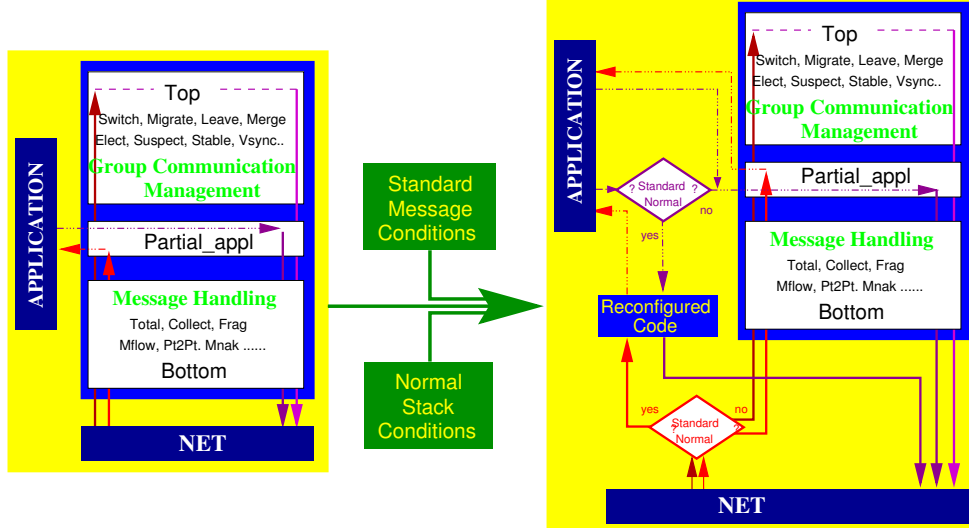 APPLICATION
Top
Switch, Migrate, Leave, Merge
Elect, Suspect, Stable, Vsync..
Group Communication
Management
Partial_appl
Message Handling
Total, Collect, Frag
Mflow, Pt2Pt. Mnak ......
Bottom
NET
Standard
Message
Conditions
Normal
Stack
Conditions
APPLICATION
Top
Switch, Migrate, Leave, Merge
Elect, Suspect, Stable, Vsync..
Group Communication
Management
Partial_appl
Message Handling
Total, Collect, Frag
Mflow, Pt2Pt. Mnak ......
Bottom
? Standard ?
Normal
no
yes
Reconfigured
Code
yes
no
? Standard ?
Normal
NET